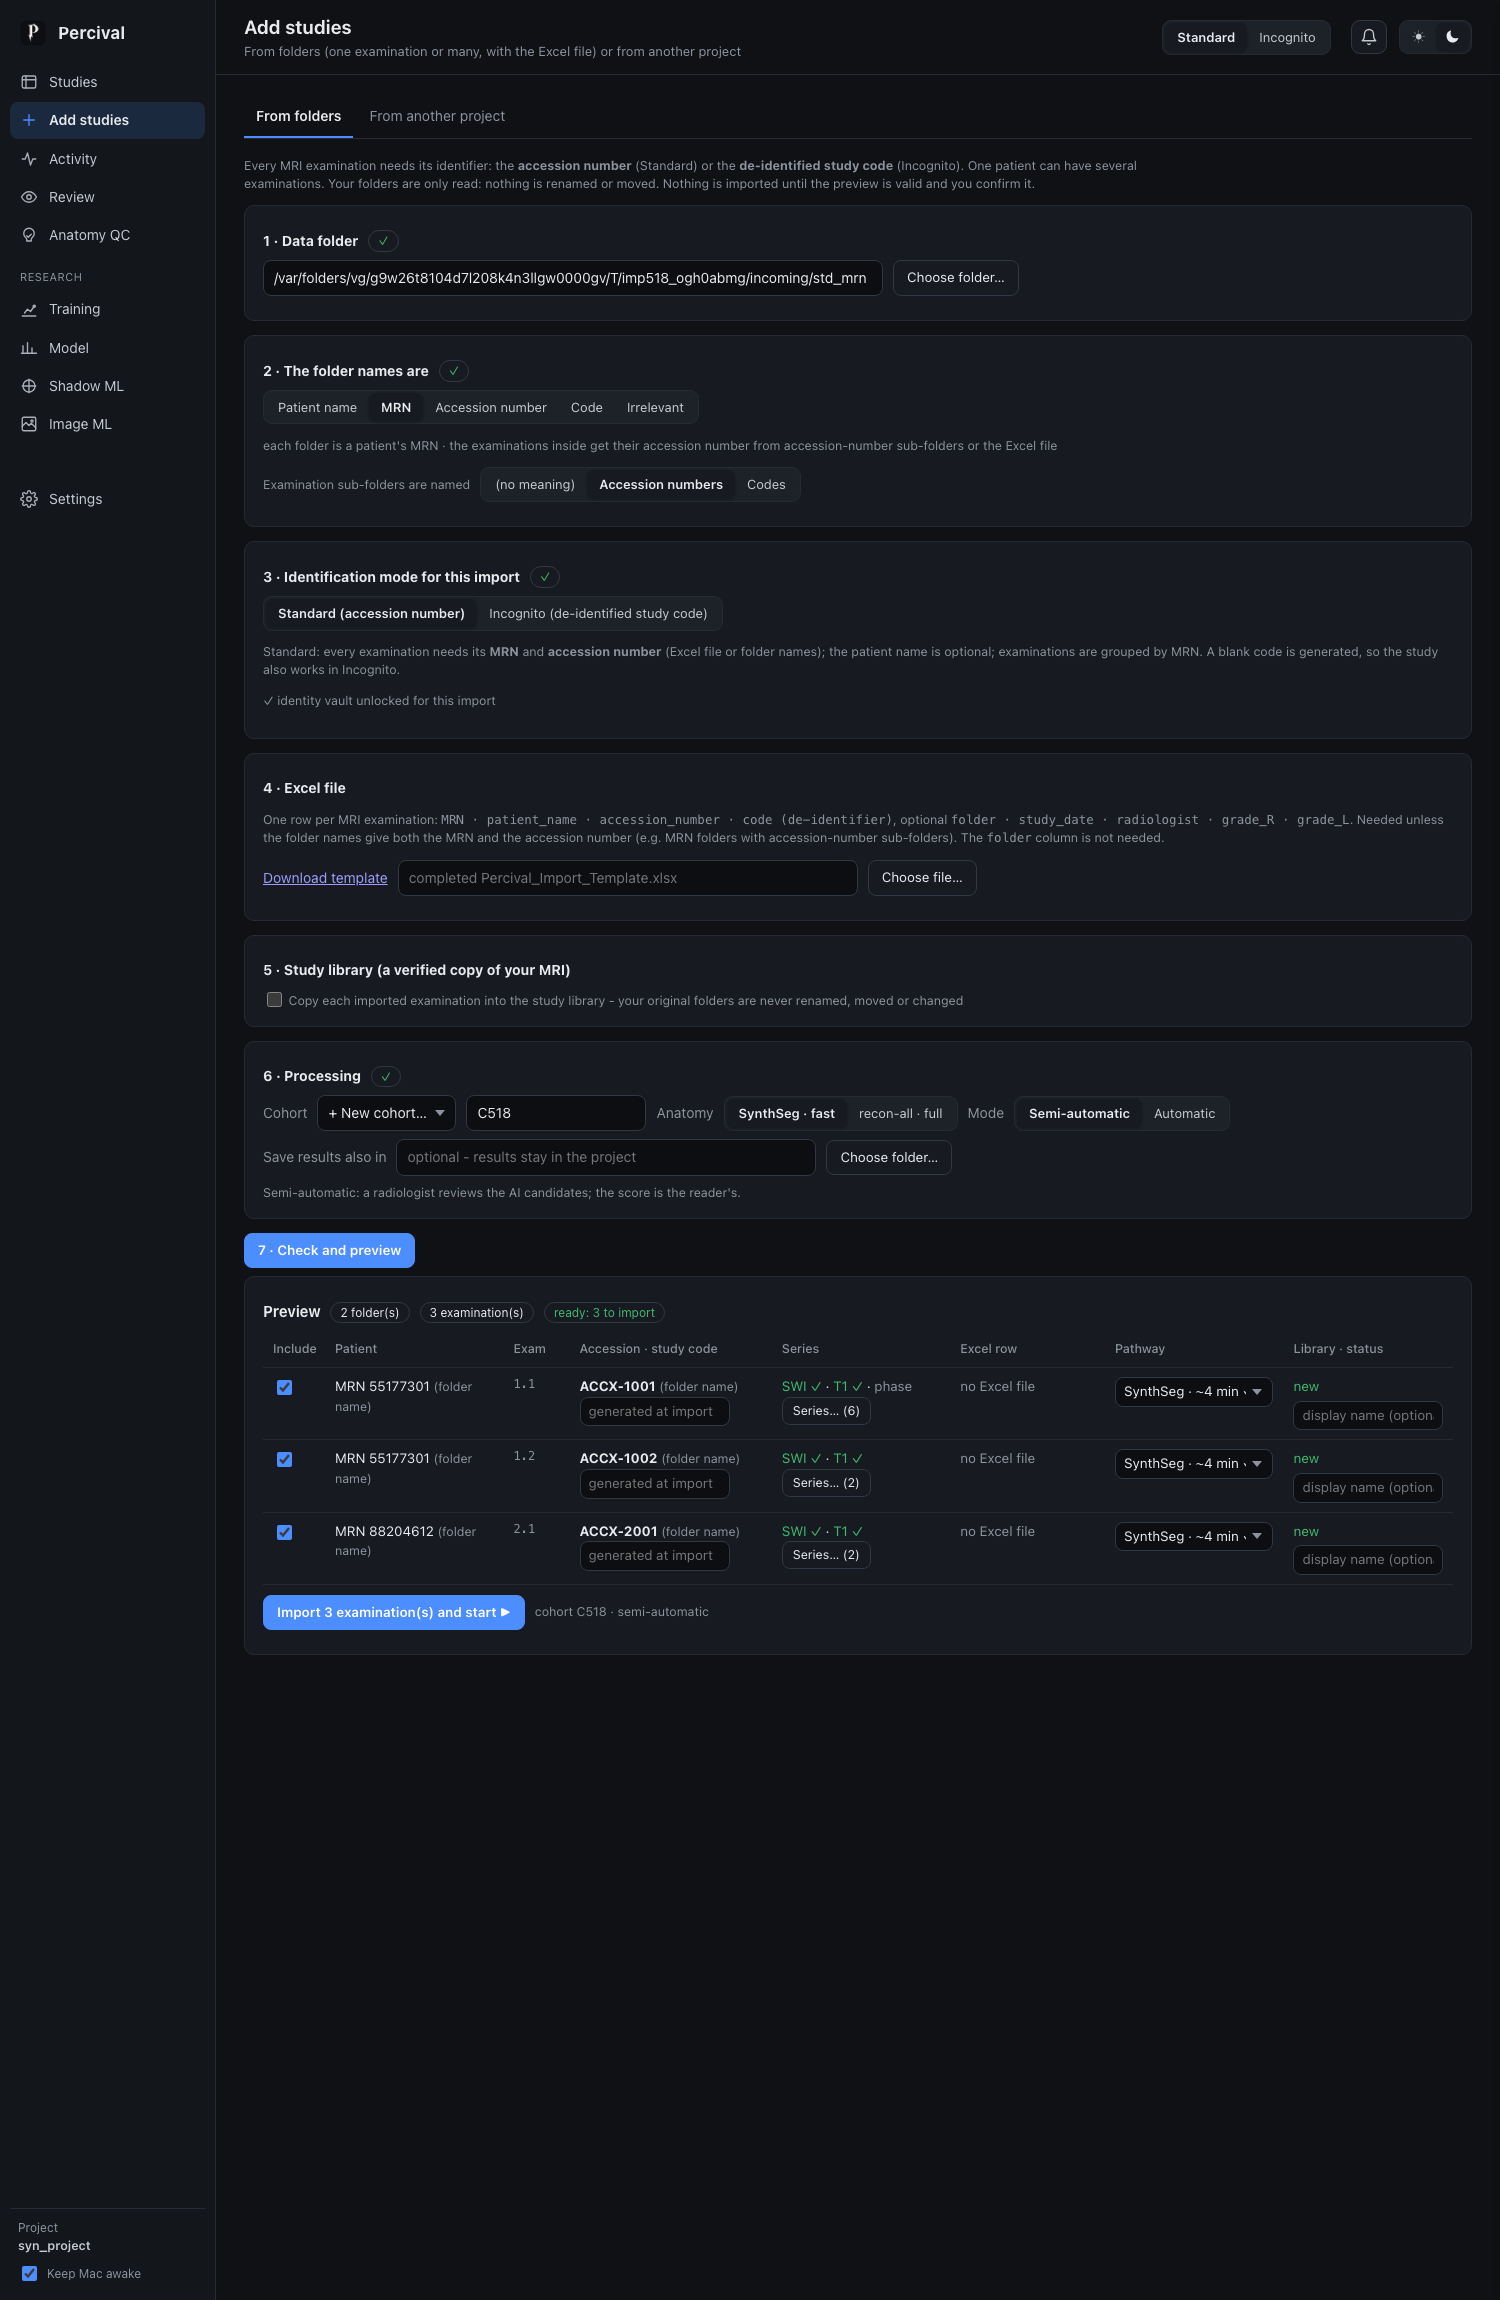 Percival
Studies
Add studies
Activity
Review
Anatomy QC
RESEARCH
Training
Model
Shadow ML
Image ML
Settings
Project
syn_project
Keep Mac awake
Add studies
From folders (one examination or many, with the Excel file) or from another project
Standard Incognito
From folders From another project
Every MRI examination needs its identifier: the accession number (Standard) or the de-identified study code (Incognito). One patient can have several
examinations. Your folders are only read: nothing is renamed or moved. Nothing is imported until the preview is valid and you confirm it.
1 · Data folder ✓
/var/folders/vg/g9w26t8104d7l208k4n3llgw0000gv/T/imp518_ogh0abmg/incoming/std_mrn Choose folder...
2 · The folder names are ✓
Patient name MRN Accession number Code Irrelevant
each folder is a patient's MRN · the examinations inside get their accession number from accession-number sub-folders or the Excel file
Examination sub-folders are named (no meaning) Accession numbers Codes
3 · Identification mode for this import ✓
Standard (accession number) Incognito (de-identified study code)
Standard: every examination needs its MRN and accession number (Excel file or folder names); the patient name is optional; examinations are grouped by MRN. A blank code is generated, so the study
also works in Incognito.
✓ identity vault unlocked for this import
4 · Excel file
One row per MRI examination: MRN · patient_name · accession_number · code (de-identifier), optional folder · study_date · radiologist · grade_R · grade_L. Needed unless
the folder names give both the MRN and the accession number (e.g. MRN folders with accession-number sub-folders). The folder column is not needed.
Download template completed Percival_Import_Template.xlsx Choose file...
5 · Study library (a verified copy of your MRI)
Copy each imported examination into the study library - your original folders are never renamed, moved or changed
6 · Processing ✓
Cohort + New cohort... C518 Anatomy SynthSeg · fast recon-all · full Mode Semi-automatic Automatic
Save results also in optional - results stay in the project Choose folder...
Semi-automatic: a radiologist reviews the AI candidates; the score is the reader's.
7 · Check and preview
Preview 2 folder(s) 3 examination(s) ready: 3 to import
Include Patient Exam Accession · study code Series Excel row Pathway Library · status
MRN 55177301 (folder 1.1 ACCX-1001 (folder name) SWI ✓ · T1 ✓ · phase no Excel file SynthSeg · ~4 min · new
name) generated at import Series... (6) display name (option
MRN 55177301 (folder 1.2 ACCX-1002 (folder name) SWI ✓ · T1 ✓ no Excel file SynthSeg · ~4 min · new
name) generated at import Series... (2) display name (option
MRN 88204612 (folder 2.1 ACCX-2001 (folder name) SWI ✓ · T1 ✓ no Excel file SynthSeg · ~4 min · new
name) generated at import Series... (2) display name (option
Import 3 examination(s) and start ▶ cohort C518 · semi-automatic